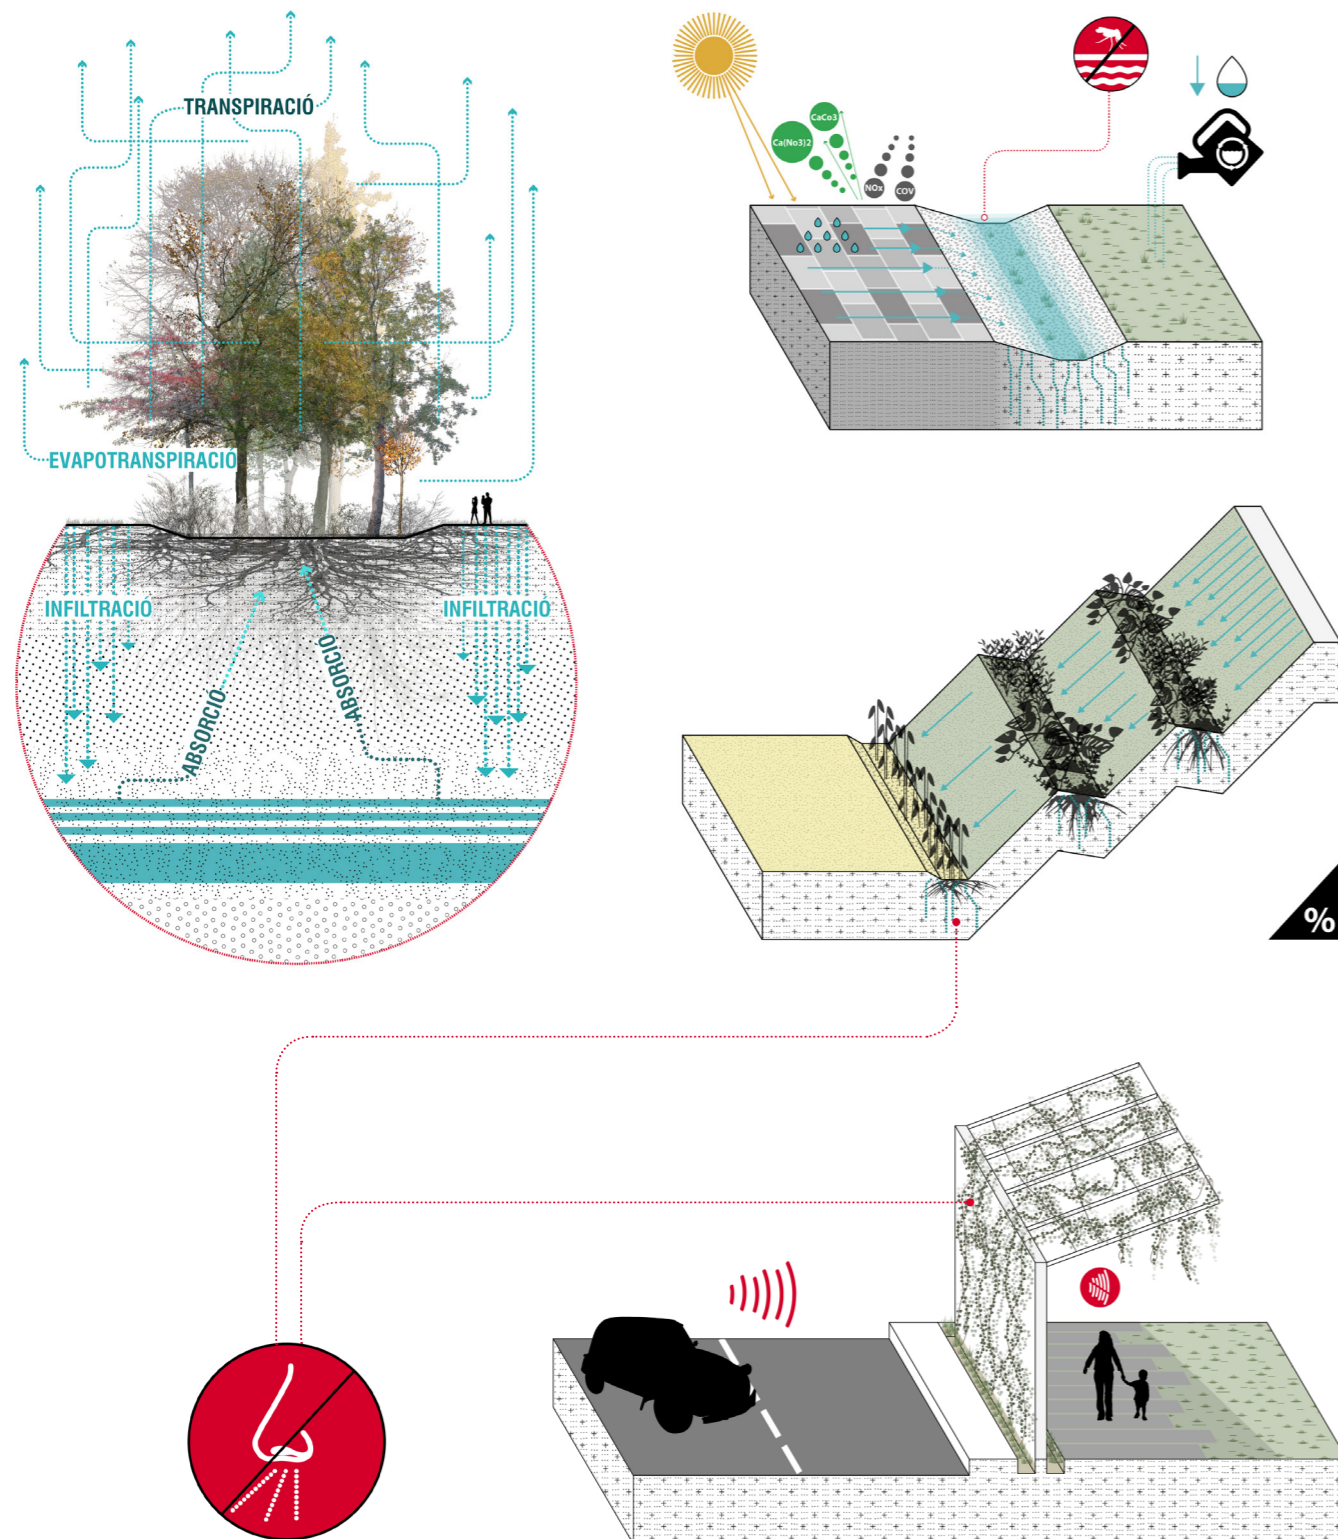 TRANSPIRACIÓ
EVAPOTRANSPIRACIÓ
INFILTRACIÓ
INFILTRACIÓ
ABSORCIÓ
ABSORCIÓ
CaCo3
Ca(No3)2
NOx
COV
%